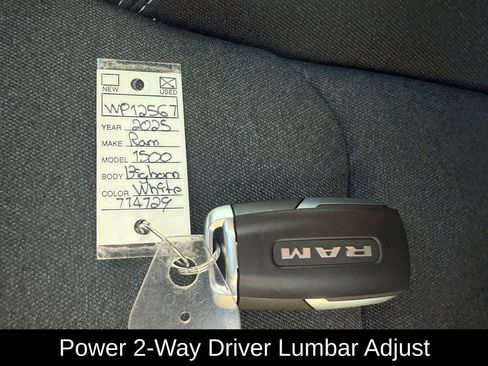 NEW USED
WP12567
YEAR 2025
MAKE Ram
MODEL 1500
BODY Bighorn
COLOR White
714729
RAM
Power 2-Way Driver Lumbar Adjust